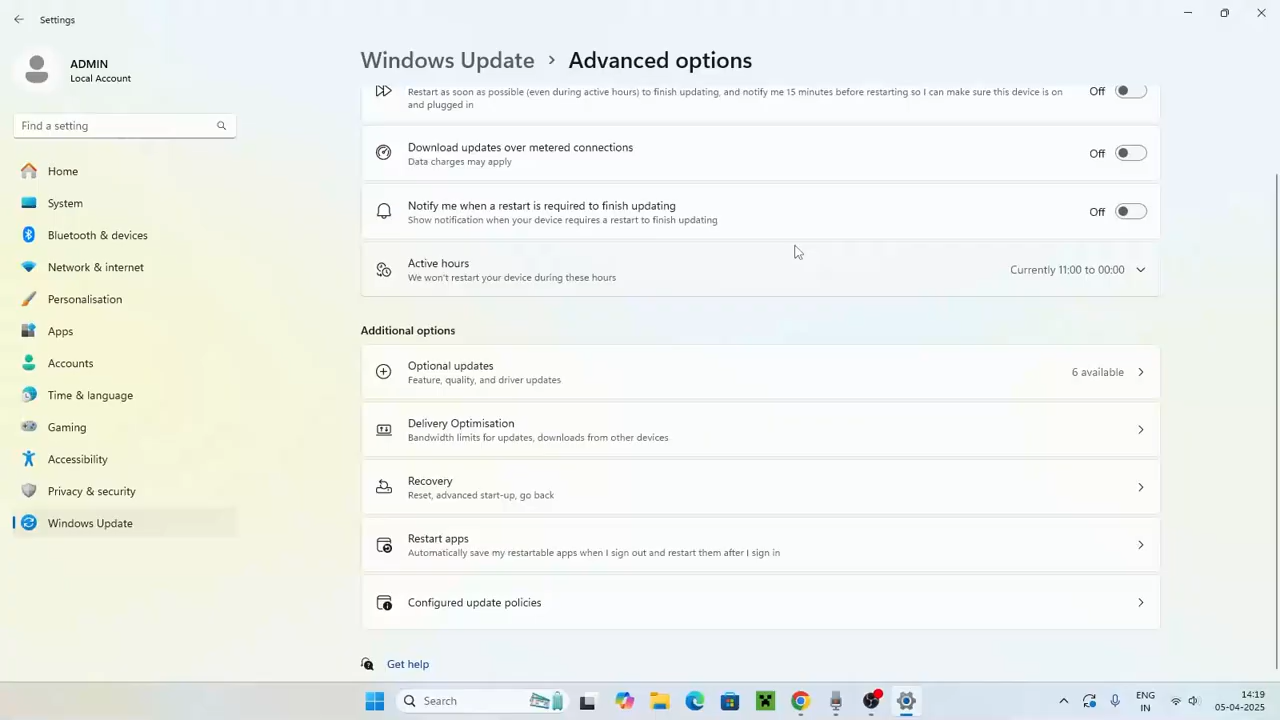 Settings
ADMIN
Local Account
Find a setting
Home
System
Bluetooth & devices
Network & internet
Personalisation
Apps
Accounts
Time & language
Gaming
Accessibility
Privacy & security
Windows Update
Windows Update > Advanced options
Restart as soon as possible (even during active hours) to finish updating, and notify me 15 minutes before restarting so I can make sure this device is on
and plugged in
Off
Download updates over metered connections
Data charges may apply
Off
Notify me when a restart is required to finish updating
Show notification when your device requires a restart to finish updating
Off
Active hours
We won't restart your device during these hours
Currently 11:00 to 00:00
Additional options
Optional updates
Feature, quality, and driver updates
6 available
Delivery Optimisation
Bandwidth limits for updates, downloads from other devices
Recovery
Reset, advanced start-up, go back
Restart apps
Automatically save my restartable apps when I sign out and restart them after I sign in
Configured update policies
Get help
Search
ENG
IN
14:19
05-04-2025